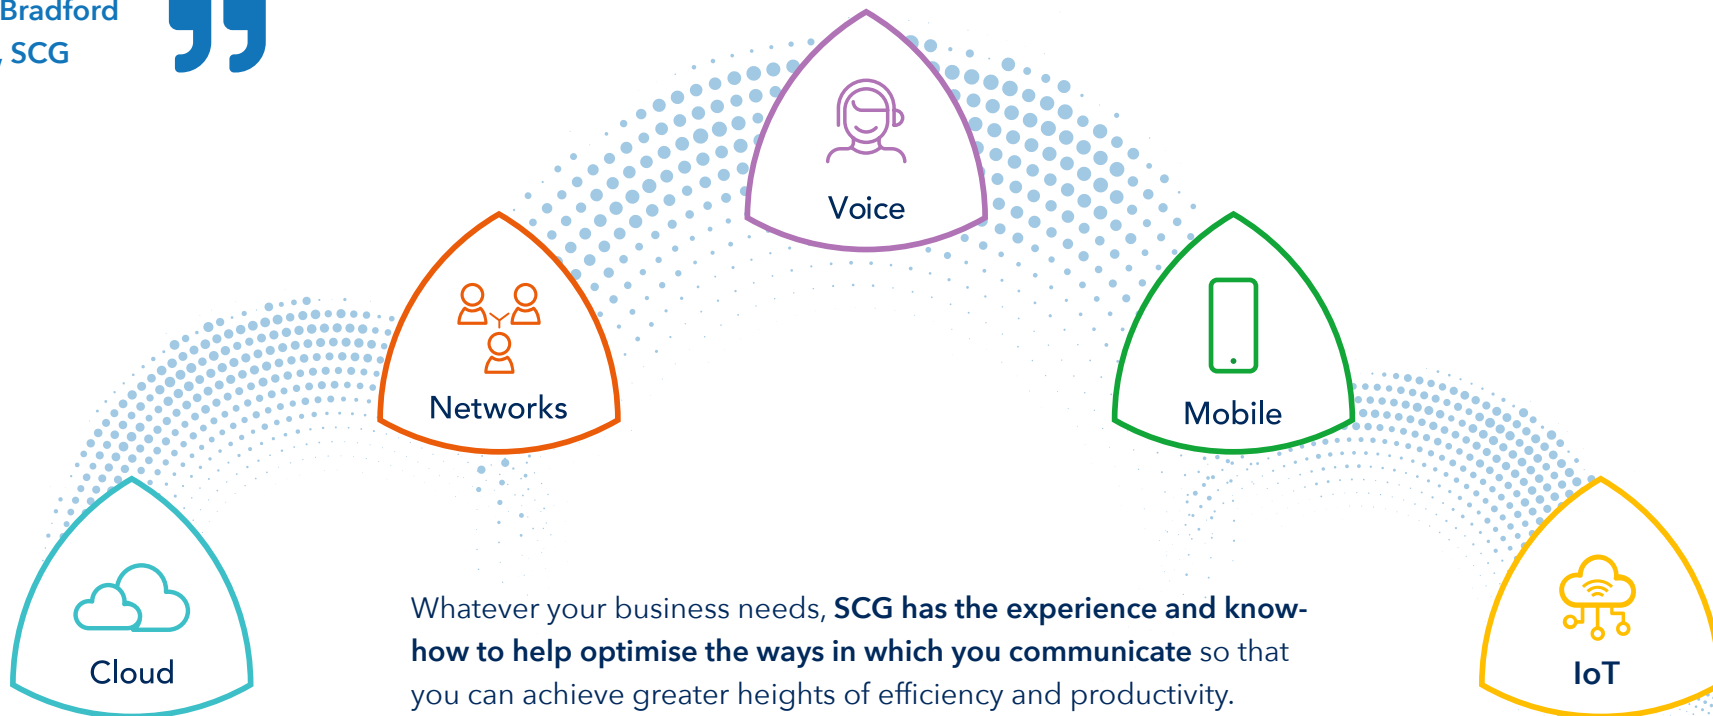 Bradford
, SCG
Voice
Networks
Mobile
Cloud
IoT
Whatever your business needs, SCG has the experience and know-
how to help optimise the ways in which you communicate so that
you can achieve greater heights of efficiency and productivity.